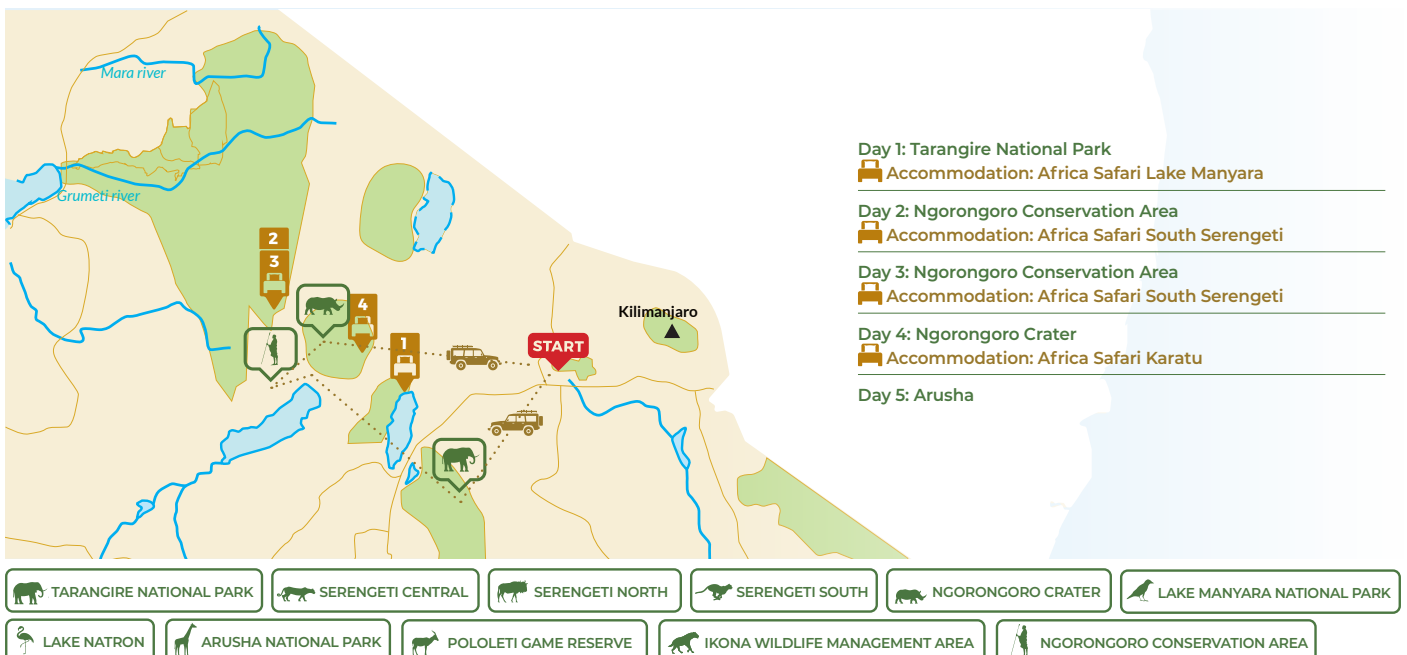 Mara river
Grumeti river
2
3
4
1
START
Kilimanjaro
Day 1: Tarangire National Park
Accommodation: Africa Safari Lake Manyara
Day 2: Ngorongoro Conservation Area
Accommodation: Africa Safari South Serengeti
Day 3: Ngorongoro Conservation Area
Accommodation: Africa Safari South Serengeti
Day 4: Ngorongoro Crater
Accommodation: Africa Safari Karatu
Day 5: Arusha
TARANGIRE NATIONAL PARK
SERENGETI CENTRAL
SERENGETI NORTH
SERENGETI SOUTH
NGORONGORO CRATER
LAKE MANYARA NATIONAL PARK
LAKE NATRON
ARUSHA NATIONAL PARK
POLOLETI GAME RESERVE
IKONA WILDLIFE MANAGEMENT AREA
NGORONGORO CONSERVATION AREA